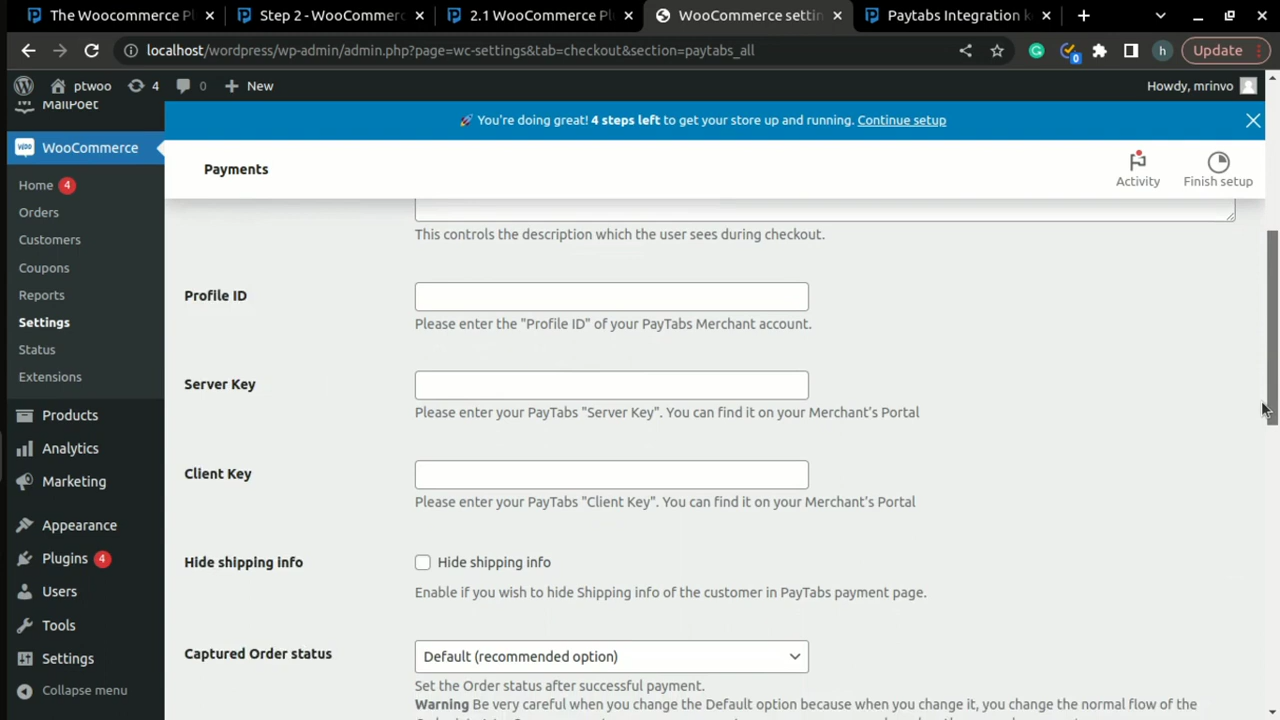 The Woocommerce P
Step 2 - WooCommerc
2.1 WooCommerce Pl
WooCommerce setti
Paytabs Integration k
localhost/wordpress/wp-admin/admin.php?page=wc-settings&tab=checkout&section=paytabs_all
0
h
Update
ptwoo
4
0
New
Howdy, mrinvo
MailPoet
🚀 You're doing great! 4 steps left to get your store up and running. Continue setup
WooCommerce
Payments
Activity
Finish setup
Home 4
Orders
Customers
Coupons
Reports
Settings
Status
Extensions
Products
Analytics
Marketing
Appearance
Plugins 4
Users
Tools
Settings
Collapse menu
This controls the description which the user sees during checkout.
Profile ID
Please enter the "Profile ID" of your PayTabs Merchant account.
Server Key
Please enter your PayTabs "Server Key". You can find it on your Merchant's Portal
Client Key
Please enter your PayTabs "Client Key". You can find it on your Merchant's Portal
Hide shipping info
Hide shipping info
Enable if you wish to hide Shipping info of the customer in PayTabs payment page.
Captured Order status
Default (recommended option)
Set the Order status after successful payment.
Warning Be very careful when you change the Default option because when you change it, you change the normal flow of the